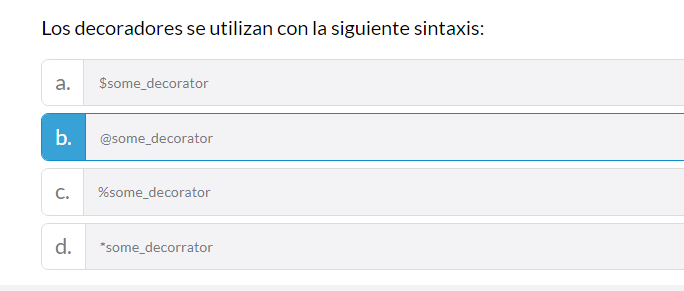 Los decoradores se utilizan con la siguiente sintaxis:
a. $some_decorator
b. @some_decorator
c. %some_decorator
d. *some_decorrator